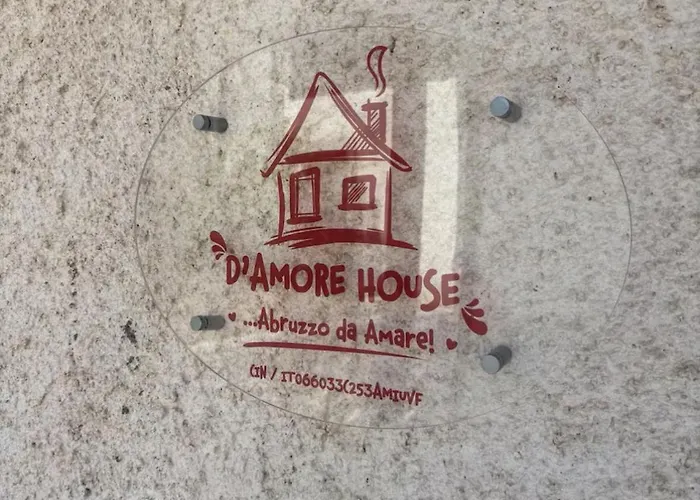 D'AMORE HOUSE
...Abruzzo da Amare!
CIN / IT066033C253AMIUVF